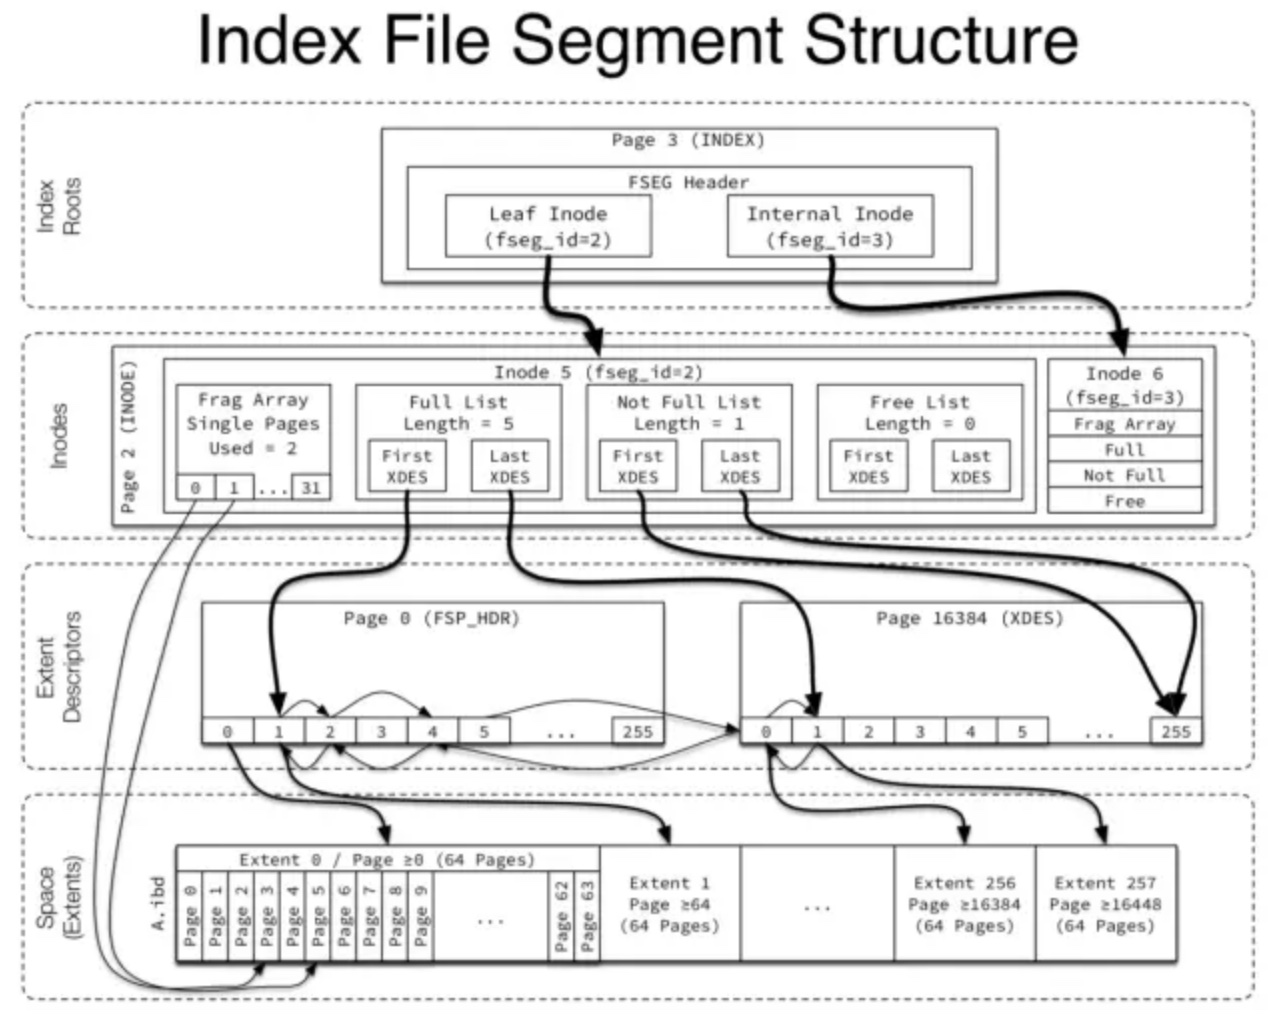 Index File Segment Structure
Index
Roots
Page 3 (INDEX)
FSEG Header
Leaf Inode
(fseg_id=2)
Internal Inode
(fseg_id=3)
Inodes
Page 2 (INODE)
Inode 5 (fseg_id=2)
Frag Array
Single Pages
Used = 2
0 1 ... 31
Full List
Length = 5
First
XDES
Last
XDES
Not Full List
Length = 1
First
XDES
Last
XDES
Free List
Length = 0
First
XDES
Last
XDES
Inode 6
(fseg_id=3)
Frag Array
Full
Not Full
Free
Extent
Descriptors
Page 0 (FSP_HDR)
0 1 2 3 4 5 ... 255
Page 16384 (XDES)
0 1 2 3 4 5 ... 255
Space
(Extents)
A.ibd
Extent 0 / Page ≥0 (64 Pages)
Page 0
Page 1
Page 2
Page 3
Page 4
Page 5
Page 6
Page 7
Page 8
Page 9
...
Page 62
Page 63
Extent 1
Page ≥64
(64 Pages)
...
Extent 256
Page ≥16384
(64 Pages)
Extent 257
Page ≥16448
(64 Pages)